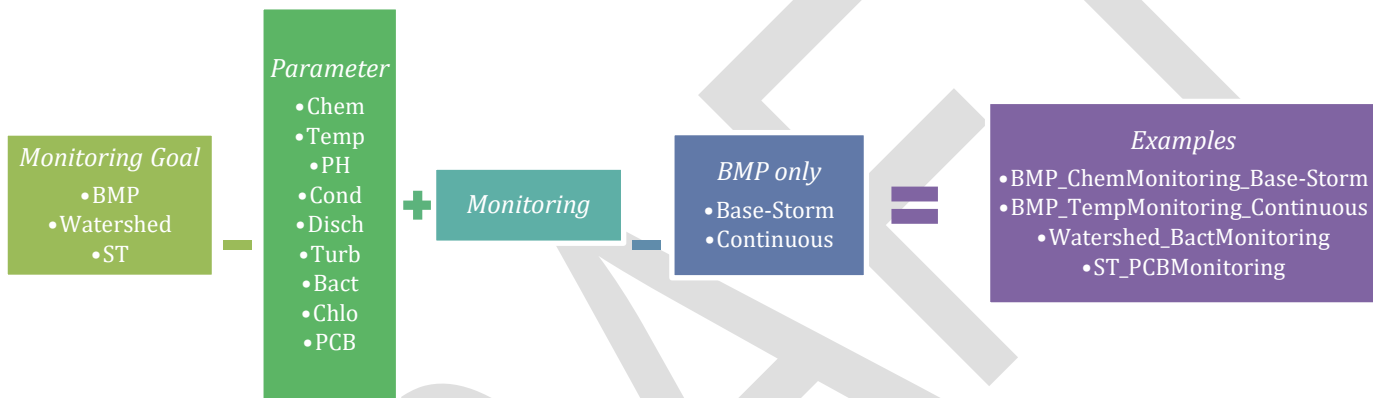 Monitoring Goal
•BMP
•Watershed
•ST
Parameter
•Chem
•Temp
•PH
•Cond
•Disch
•Turb
•Bact
•Chlo
•PCB
Monitoring
BMP only
•Base-Storm
•Continuous
Examples
•BMP_ChemMonitoring_Base-Storm
•BMP_TempMonitoring_Continuous
•Watershed_BactMonitoring
•ST_PCBMonitoring